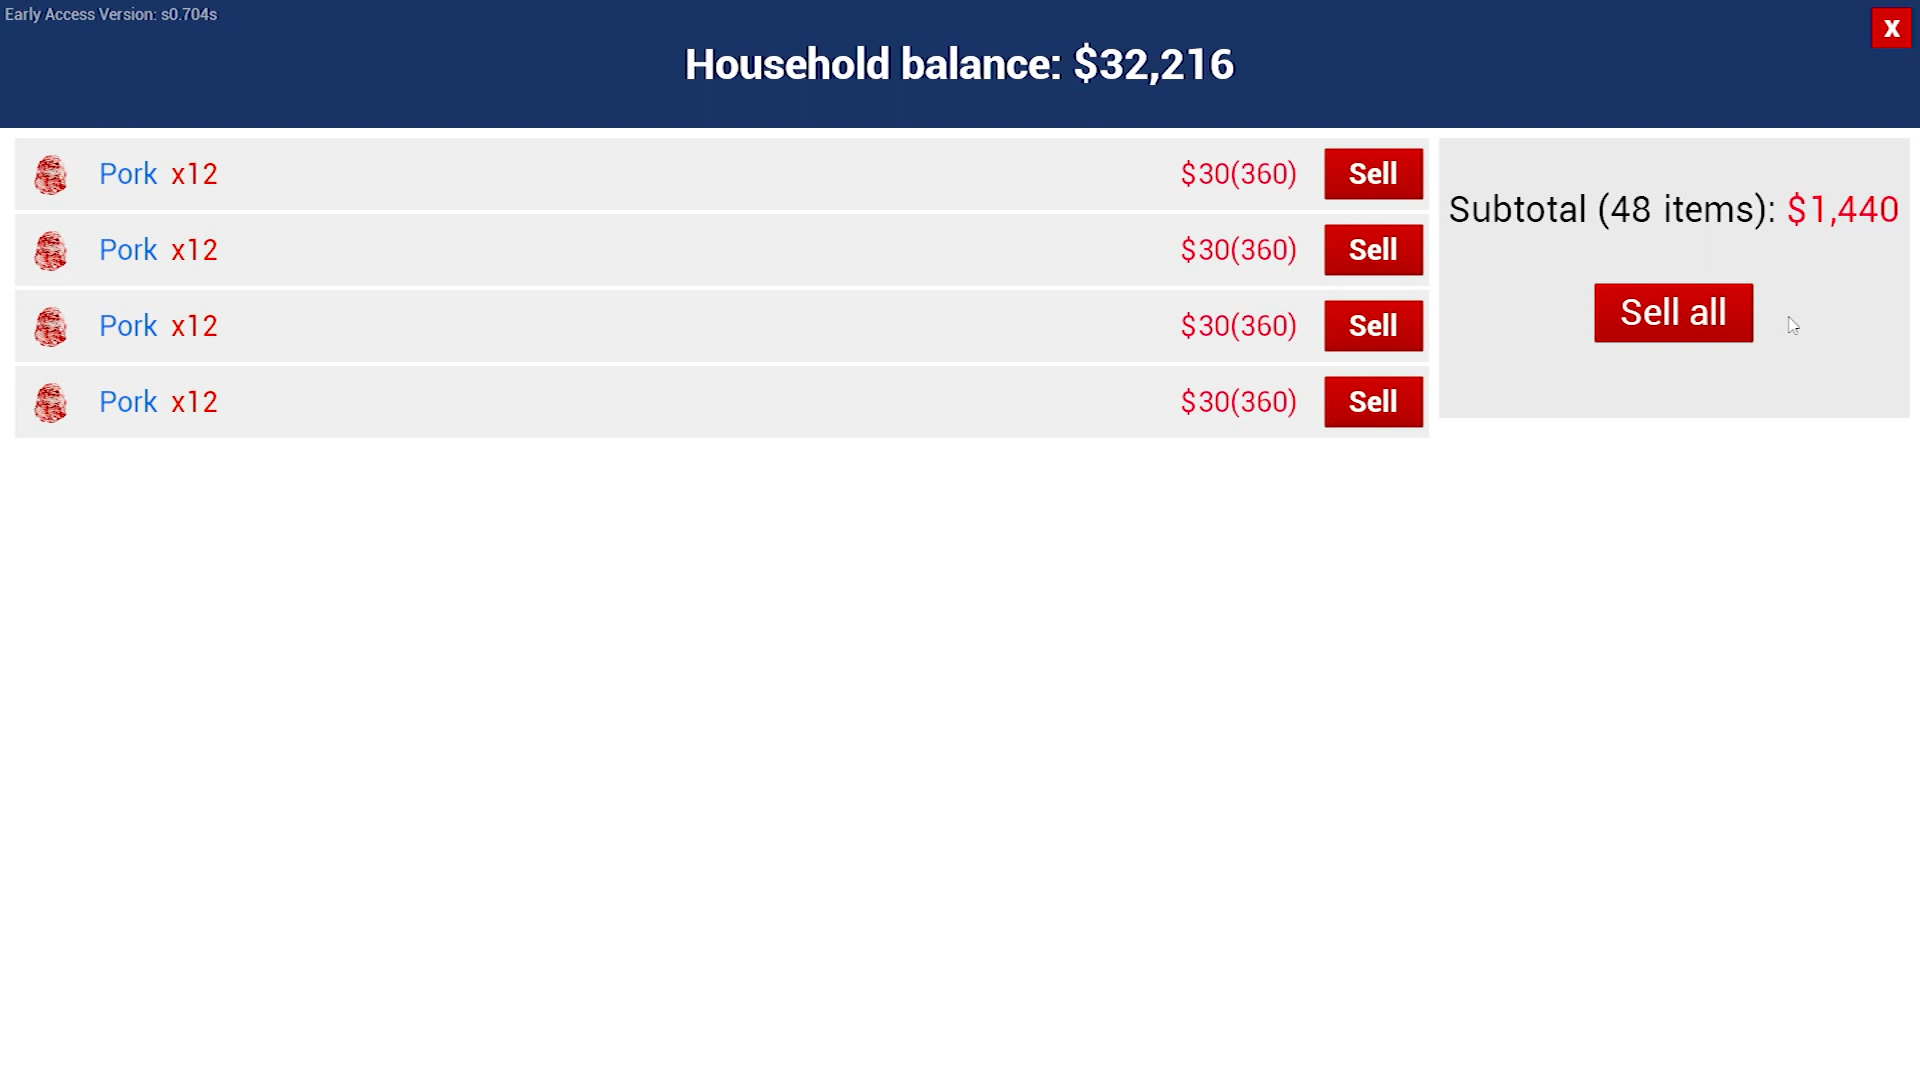 Early Access Version: s0.704s
X
Household balance: $32,216
Pork x12 $30(360) Sell
Pork x12 $30(360) Sell
Pork x12 $30(360) Sell
Pork x12 $30(360) Sell
Subtotal (48 items): $1,440
Sell all